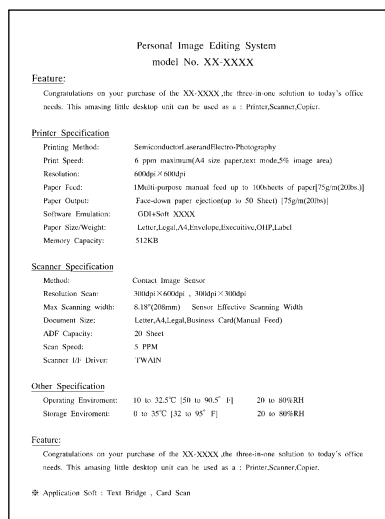 Personal Image Editing System
model No. XX-XXXX
Feature:
Congratulations on your purchase of the XX-XXXX ,the three-in-one solution to today's office
needs. This amasing little desktop unit can be used as a : Printer,Scanner,Copier.
Printer Specification
Printing Method: SemiconductorLaserandElectro-Photography
Print Speed: 6 ppm maximum(A4 size paper,text mode,5% image area)
Resolution: 600dpi×600dpi
Paper Feed: 1Multi-purpose manual feed up to 100sheets of paper[75g/m(20lbs.)]
Paper Output: Face-down paper ejection(up to 50 Sheet) [75g/m(20lbs)]
Software Emulation: GDI+Soft XXXX
Paper Size/Weight: Letter,Legal,A4,Envelope,Execuitive,OHP,Label
Memory Capacity: 512KB
Scanner Specification
Method: Contact Image Sensor
Resolution Scan: 300dpi×600dpi , 300dpi×300dpi
Max Scanning width: 8.18"(208mm) Sensor Effective Scanning Width
Document Size: Letter,A4,Legal,Business Card(Manual Feed)
ADF Capacity: 20 Sheet
Scan Speed: 5 PPM
Scanner I/F Driver: TWAIN
Other Specification
Operating Enviroment: 10 to 32.5℃ [50 to 90.5° F] 20 to 80%RH
Storage Enviroment: 0 to 35℃ [32 to 95° F] 20 to 80%RH
Feature:
Congratulations on your purchase of the XX-XXXX ,the three-in-one solution to today's office
needs. This amasing little desktop unit can be used as a : Printer,Scanner,Copier.
※ Application Soft : Text Bridge , Card Scan